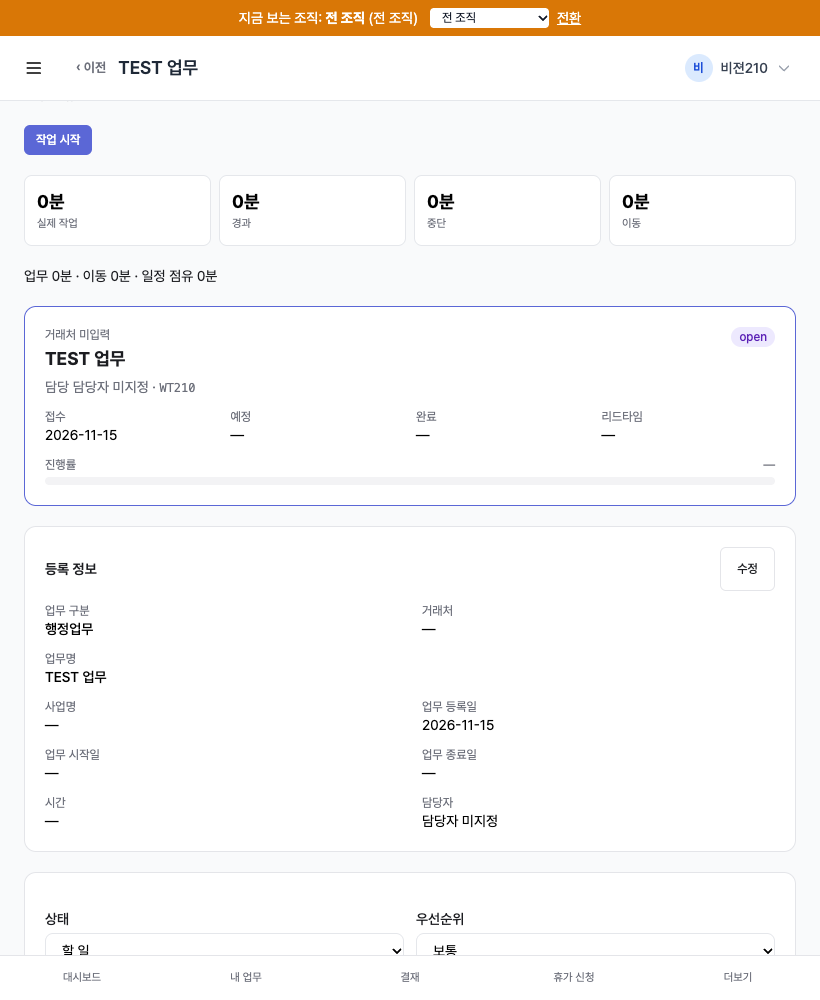 지금 보는 조직: 전 조직 (전 조직) 전 조직 전환
‹ 이전 TEST 업무
비 비젼210
작업 시작
0분 0분 0분 0분
실제 작업 경과 중단 이동
업무 0분 · 이동 0분 · 일정 점유 0분
거래처 미입력
open
TEST 업무
담당 담당자 미지정 · WT210
접수 예정 완료 리드타임
2026-11-15 — — —
진행률 —
등록 정보
수정
업무 구분 거래처
행정업무 —
업무명
TEST 업무
사업명 업무 등록일
— 2026-11-15
업무 시작일 업무 종료일
— —
시간 담당자
— 담당자 미지정
상태 우선순위
할 일 보통
대시보드 내 업무 결재 휴가 신청 더보기